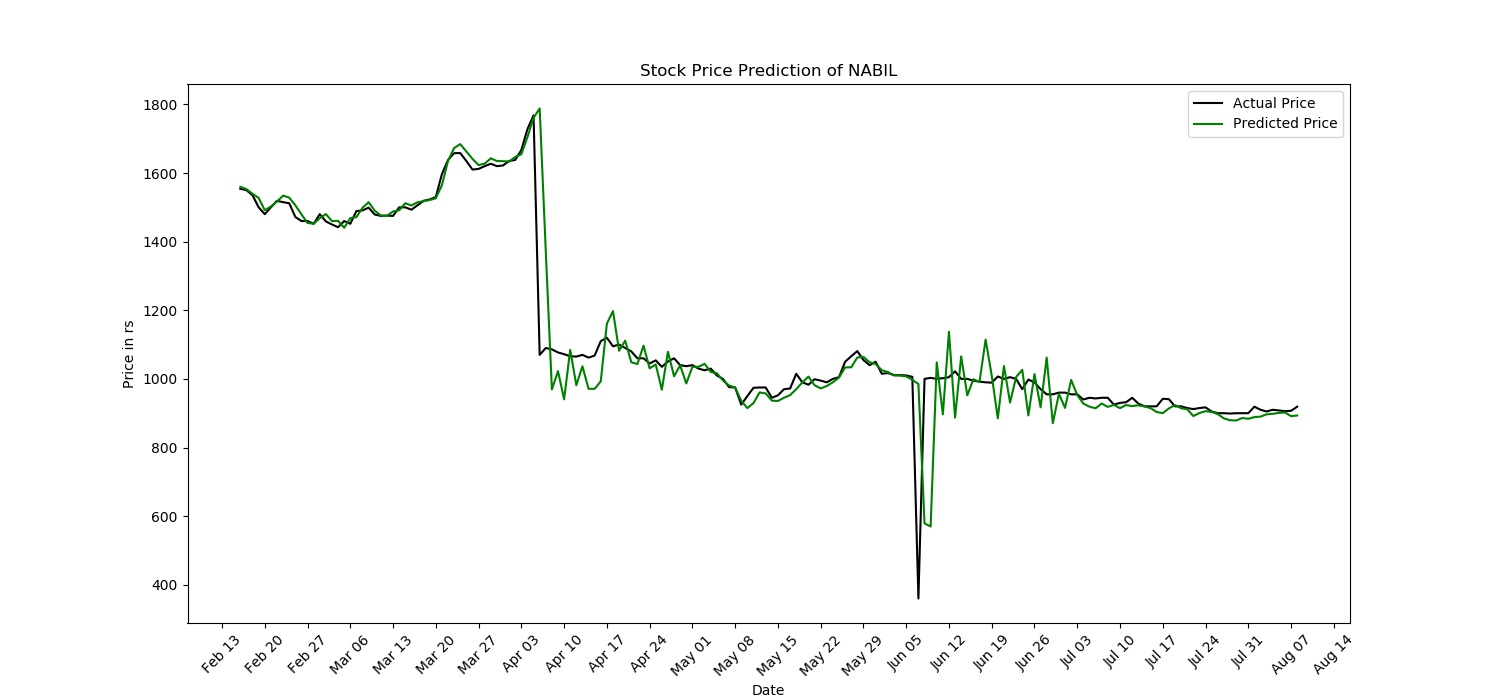 Stock Price Prediction of NABIL
Actual Price
Predicted Price
Price in rs
1800
1600
1400
1200
1000
800
600
400
Feb 13
Feb 20
Feb 27
Mar 06
Mar 13
Mar 20
Mar 27
Apr 03
Apr 10
Apr 17
Apr 24
May 01
May 08
May 15
May 22
May 29
Jun 05
Jun 12
Jun 19
Jun 26
Jul 03
Jul 10
Jul 17
Jul 24
Jul 31
Aug 07
Aug 14
Date